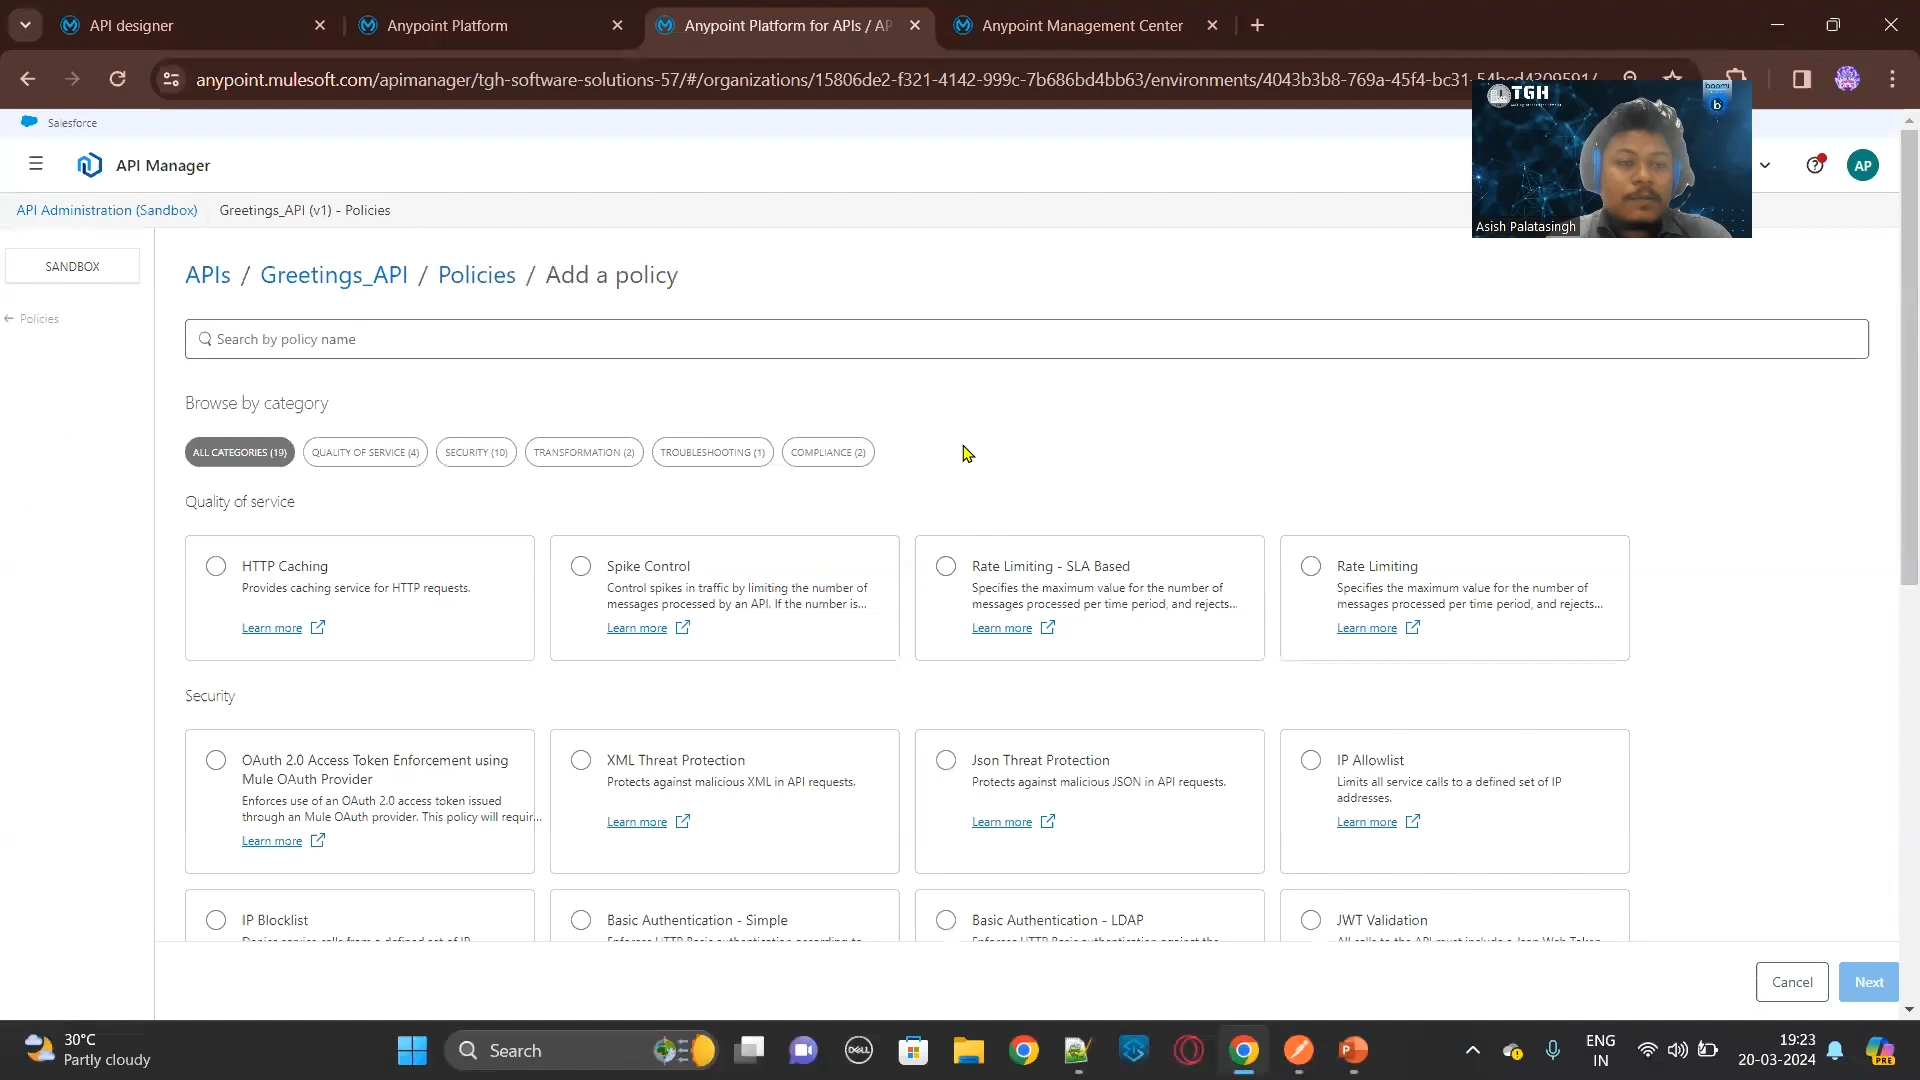 API designer
Anypoint Platform
Anypoint Platform for APIs / AP
Anypoint Management Center
anypoint.mulesoft.com/apimanager/tgh-software-solutions-57/#/organizations/15806de2-f321-4142-999c-7b686bd4bb63/environments/4043b3b8-769a-45f4-bc31-54bcd4309591/
TGH
boomi
b
Salesforce
API Manager
AP
Asish Palatasingh
API Administration (Sandbox)
Greetings_API (v1) - Policies
SANDBOX
Policies
APIs / Greetings_API / Policies / Add a policy
Search by policy name
Browse by category
ALL CATEGORIES (19)
QUALITY OF SERVICE (4)
SECURITY (10)
TRANSFORMATION (2)
TROUBLESHOOTING (1)
COMPLIANCE (2)
Quality of service
HTTP Caching
Provides caching service for HTTP requests.
Learn more
Spike Control
Control spikes in traffic by limiting the number of
messages processed by an API. If the number is...
Learn more
Rate Limiting - SLA Based
Specifies the maximum value for the number of
messages processed per time period, and rejects...
Learn more
Rate Limiting
Specifies the maximum value for the number of
messages processed per time period, and rejects...
Learn more
Security
OAuth 2.0 Access Token Enforcement using
Mule OAuth Provider
Enforces use of an OAuth 2.0 access token issued
through an Mule OAuth provider. This policy will requir...
Learn more
XML Threat Protection
Protects against malicious XML in API requests.
Learn more
Json Threat Protection
Protects against malicious JSON in API requests.
Learn more
IP Allowlist
Limits all service calls to a defined set of IP
addresses.
Learn more
IP Blocklist
Basic Authentication - Simple
Basic Authentication - LDAP
JWT Validation
Cancel
Next
30°C
Partly cloudy
Search
DELL
ENG
IN
19:23
20-03-2024
PRE